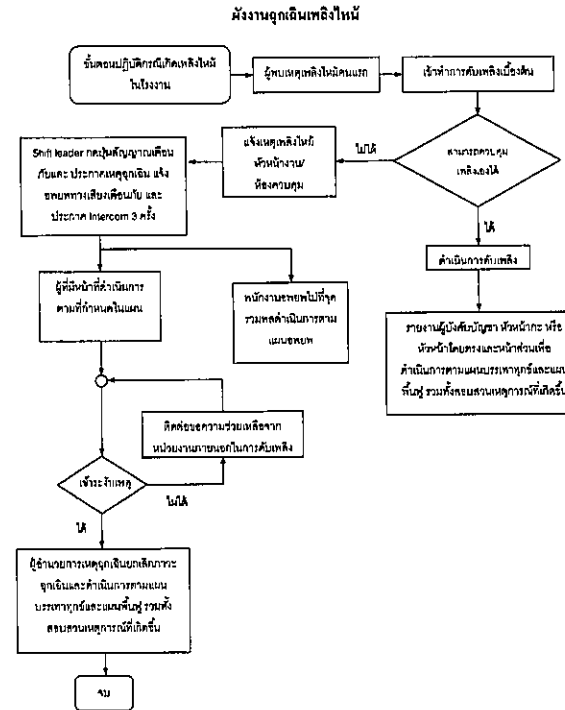 ผังงานฉุกเฉินเพลิงไหม้
ขั้นตอนปฏิบัติกรณีเกิดเพลิงไหม้
ในโรงงาน
ผู้พบเหตุเพลิงไหม้คนแรก
เข้าทำการดับเพลิงเบื้องต้น
สามารถควบคุม
เพลิงเองได้
ไม่ได้
แจ้งเหตุเพลิงไหม้
หัวหน้างาน/
ห้องควบคุม
Shift leader กดปุ่มสัญญาณเตือน
ภัยและ ประกาศเหตุฉุกเฉิน แจ้ง
อพยพทางเสียงเตือนภัย และ
ประกาศ Intercom 3 ครั้ง
ได้
ดำเนินการดับเพลิง
รายงานผู้บังคับบัญชา หัวหน้ากะ หรือ
หัวหน้าโดยตรงและหน้าส่วนเพื่อ
ดำเนินการตามแผนบรรเทาทุกข์และแผน
ฟื้นฟู รวมทั้งสอบสวนเหตุการณ์ที่เกิดขึ้น
ผู้ที่มีหน้าที่ดำเนินการ
ตามที่กำหนดในแผน
พนักงานอพยพไปที่จุด
รวมพลดำเนินการตาม
แผนอพยพ
ติดต่อขอความช่วยเหลือจาก
หน่วยงานภายนอกในการดับเพลิง
เข้าระงับเหตุ
ไม่ได้
ได้
ผู้อำนวยการเหตุฉุกเฉินยกเลิกภาวะ
ฉุกเฉินและดำเนินการตามแผน
บรรเทาทุกข์และแผนฟื้นฟู รวมทั้ง
สอบสวนเหตุการณ์ที่เกิดขึ้น
จบ